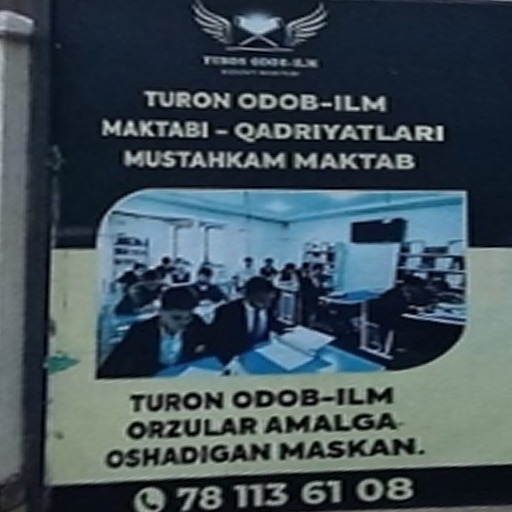 TURON ODOB-ILM
TURON ODOB-ILM
MAKTABI - QADRIYATLARI
MUSTAHKAM MAKTAB
TURON ODOB-ILM
ORZULAR AMALGA
OSHADIGAN MASKAN.
78 113 61 08